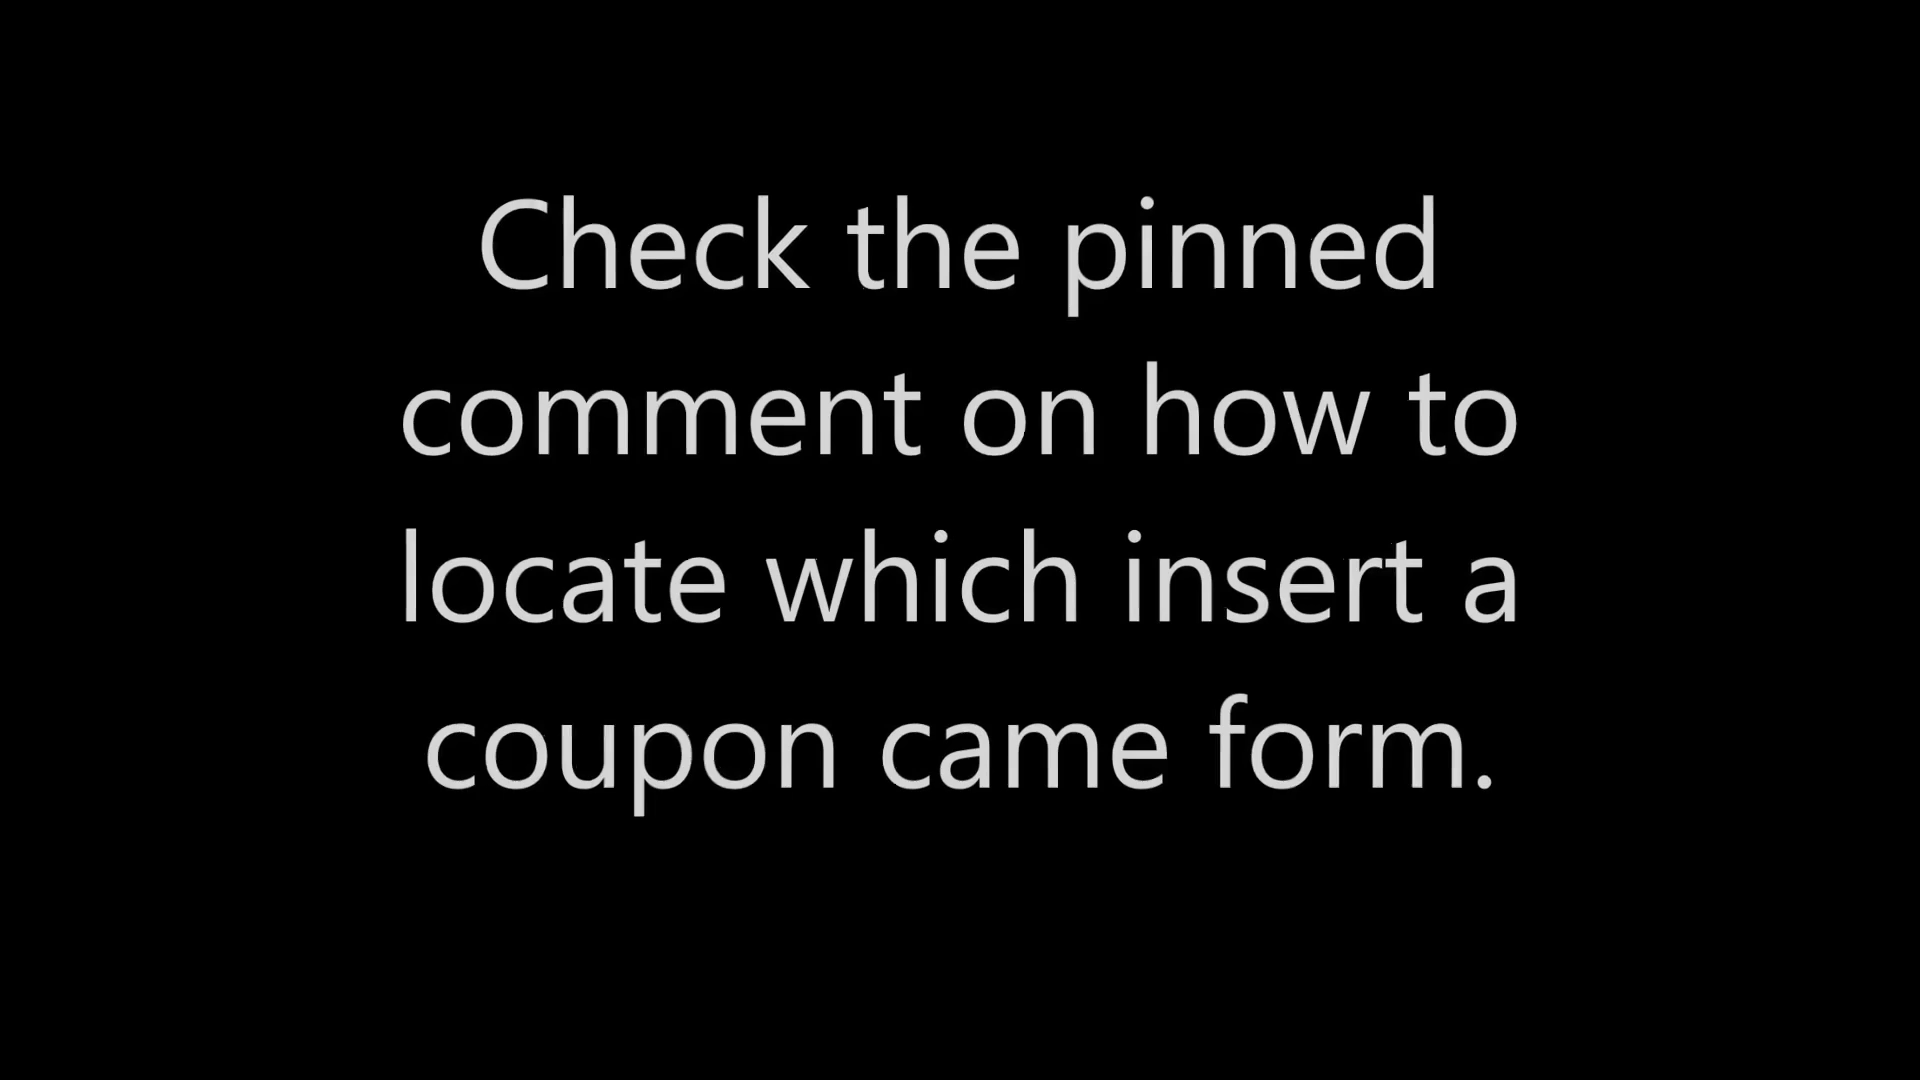 Check the pinned
comment on how to
locate which insert a
coupon came form.